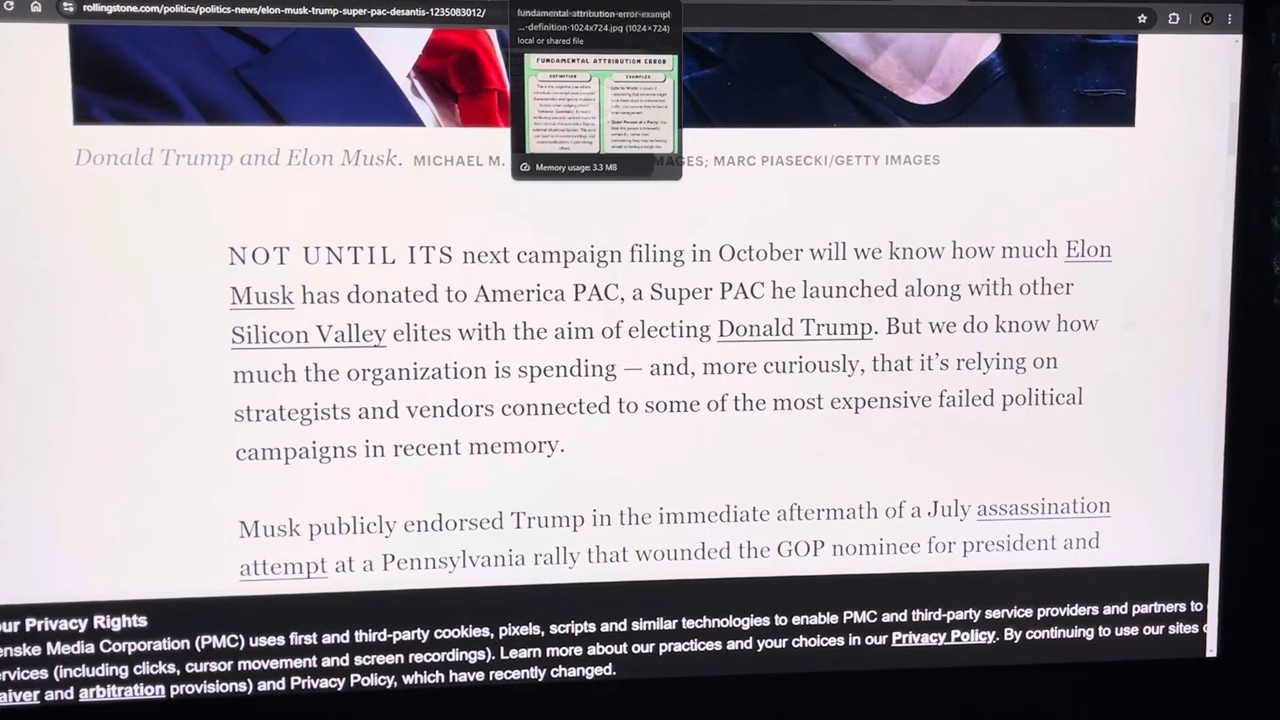 rollingstone.com/politics/politics-news/elon-musk-trump-super-pac-desantis-1235083012/
fundamental-attribution-error-exampl
...-definition-1024x724.jpg (1024×724)
local or shared file
FUNDAMENTAL ATTRIBUTION ERROR
DEFINITION
EXAMPLES
Memory usage: 3.3 MB
Donald Trump and Elon Musk. MICHAEL M. AGES; MARC PIASECKI/GETTY IMAGES
NOT UNTIL ITS next campaign filing in October will we know how much Elon
Musk has donated to America PAC, a Super PAC he launched along with other
Silicon Valley elites with the aim of electing Donald Trump. But we do know how
much the organization is spending — and, more curiously, that it’s relying on
strategists and vendors connected to some of the most expensive failed political
campaigns in recent memory.
Musk publicly endorsed Trump in the immediate aftermath of a July assassination
attempt at a Pennsylvania rally that wounded the GOP nominee for president and
our Privacy Rights
enske Media Corporation (PMC) uses first and third-party cookies, pixels, scripts and similar technologies to enable PMC and third-party service providers and partners to
ervices (including clicks, cursor movement and screen recordings). Learn more about our practices and your choices in our Privacy Policy. By continuing to use our sites
aiver and arbitration provisions) and Privacy Policy, which have recently changed.